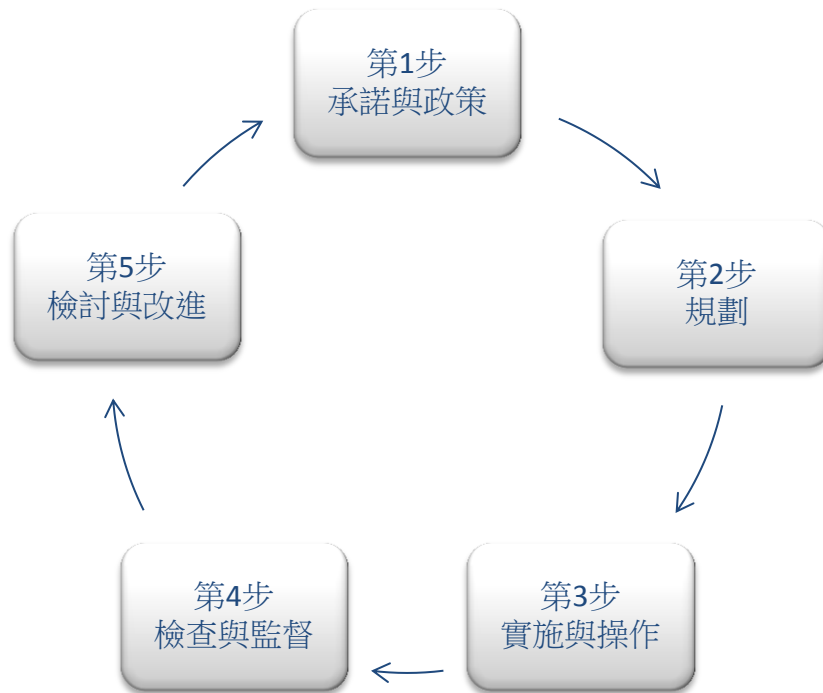 第1步
承諾與政策
第2步
規劃
第3步
實施與操作
第4步
檢查與監督
第5步
檢討與改進